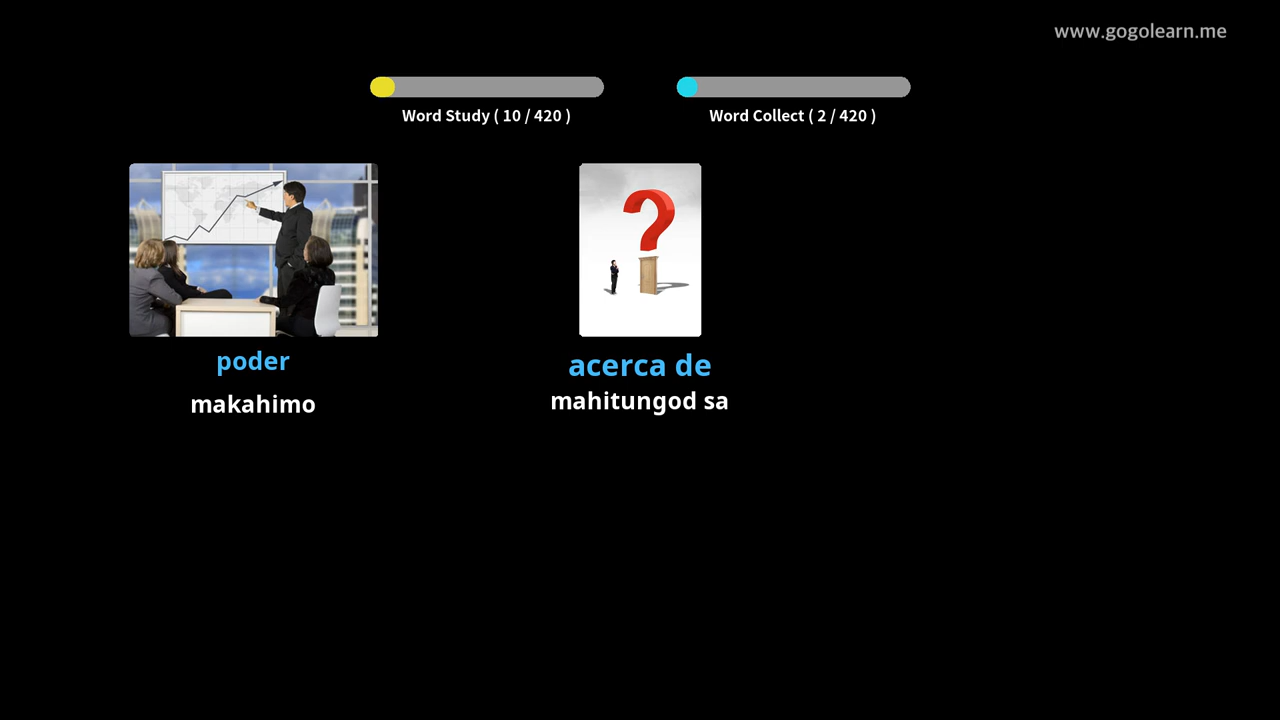 www.gogolearn.me
Word Study ( 10 / 420 )
Word Collect ( 2 / 420 )
poder
makahimo
acerca de
mahitungod sa